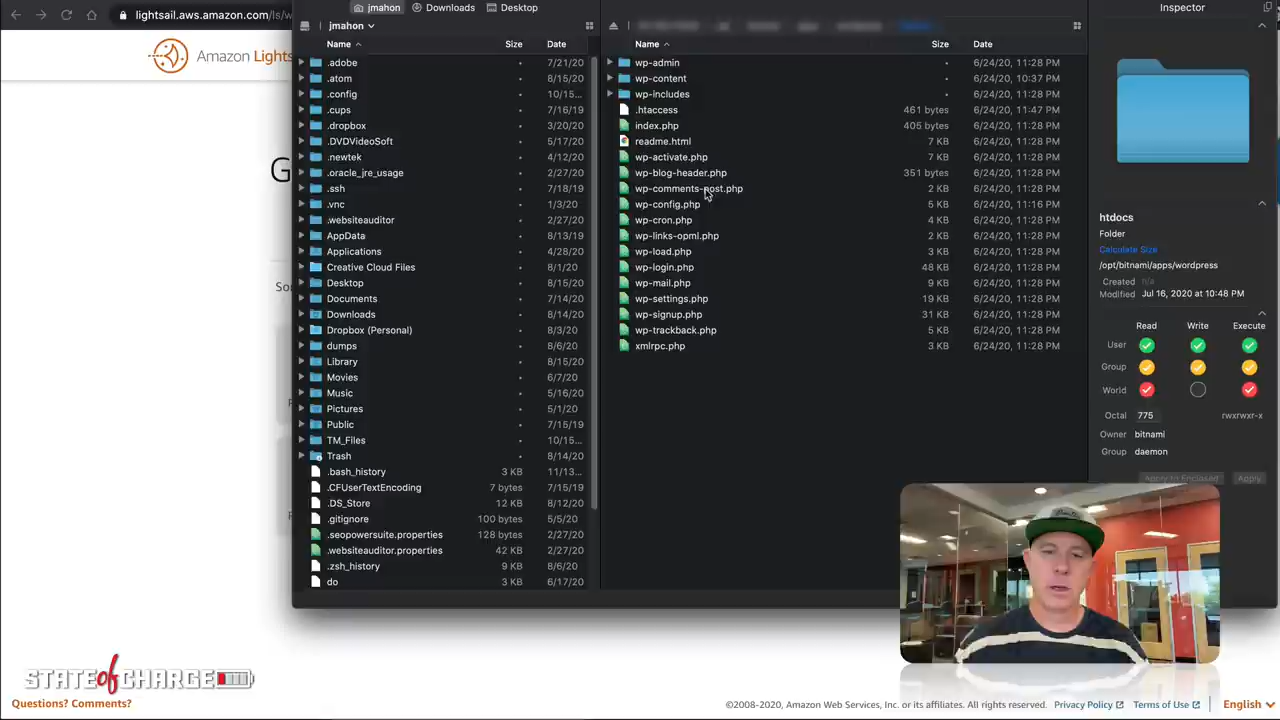 lightsail.aws.amazon.com/ls/w
Amazon Lights
G
So
jmahon
Downloads
Desktop
jmahon
Name Size Date
.adobe • 7/21/20
.atom • 8/15/20
.config • 10/15...
.cups • 7/16/19
.dropbox • 3/20/20
.DVDVideoSoft • 5/17/20
.newtek • 4/12/20
.oracle_jre_usage • 2/27/20
.ssh • 7/18/19
.vnc • 1/3/20
.websiteauditor • 2/27/20
AppData • 8/13/19
Applications • 4/28/20
Creative Cloud Files • 8/1/20
Desktop • 8/15/20
Documents • 7/14/20
Downloads • 8/14/20
Dropbox (Personal) • 8/3/20
dumps • 8/6/20
Library • 8/15/20
Movies • 6/7/20
Music • 5/16/20
Pictures • 5/1/20
Public • 7/15/19
TM_Files • 10/15...
Trash • 8/14/20
.bash_history 3 KB 11/13...
.CFUserTextEncoding 7 bytes 7/15/19
.DS_Store 12 KB 8/12/20
.gitignore 100 bytes 5/5/20
.seopowersuite.properties 128 bytes 2/27/20
.websiteauditor.properties 42 KB 2/27/20
.zsh_history 9 KB 8/6/20
do 3 KB 6/17/20
Name Size Date
wp-admin • 6/24/20, 11:28 PM
wp-content • 6/24/20, 10:37 PM
wp-includes • 6/24/20, 11:28 PM
.htaccess 461 bytes 6/24/20, 11:47 PM
index.php 405 bytes 6/24/20, 11:28 PM
readme.html 7 KB 6/24/20, 11:28 PM
wp-activate.php 7 KB 6/24/20, 11:28 PM
wp-blog-header.php 351 bytes 6/24/20, 11:28 PM
wp-comments-post.php 2 KB 6/24/20, 11:28 PM
wp-config.php 5 KB 6/24/20, 11:16 PM
wp-cron.php 4 KB 6/24/20, 11:28 PM
wp-links-opml.php 2 KB 6/24/20, 11:28 PM
wp-load.php 3 KB 6/24/20, 11:28 PM
wp-login.php 48 KB 6/24/20, 11:28 PM
wp-mail.php 9 KB 6/24/20, 11:28 PM
wp-settings.php 19 KB 6/24/20, 11:28 PM
wp-signup.php 31 KB 6/24/20, 11:28 PM
wp-trackback.php 5 KB 6/24/20, 11:28 PM
xmlrpc.php 3 KB 6/24/20, 11:28 PM
Inspector
htdocs
Folder
Calculate Size
/opt/bitnami/apps/wordpress
Created n/a
Modified Jul 16, 2020 at 10:48 PM
Read Write Execute
User
Group
World
Octal 775 rwxrwxr-x
Owner bitnami
Group daemon
Apply to Enclosed Apply
STATE of CHARGE
Questions? Comments?
©2008-2020, Amazon Web Services, Inc. or its affiliates. All rights reserved. Privacy Policy Terms of Use English